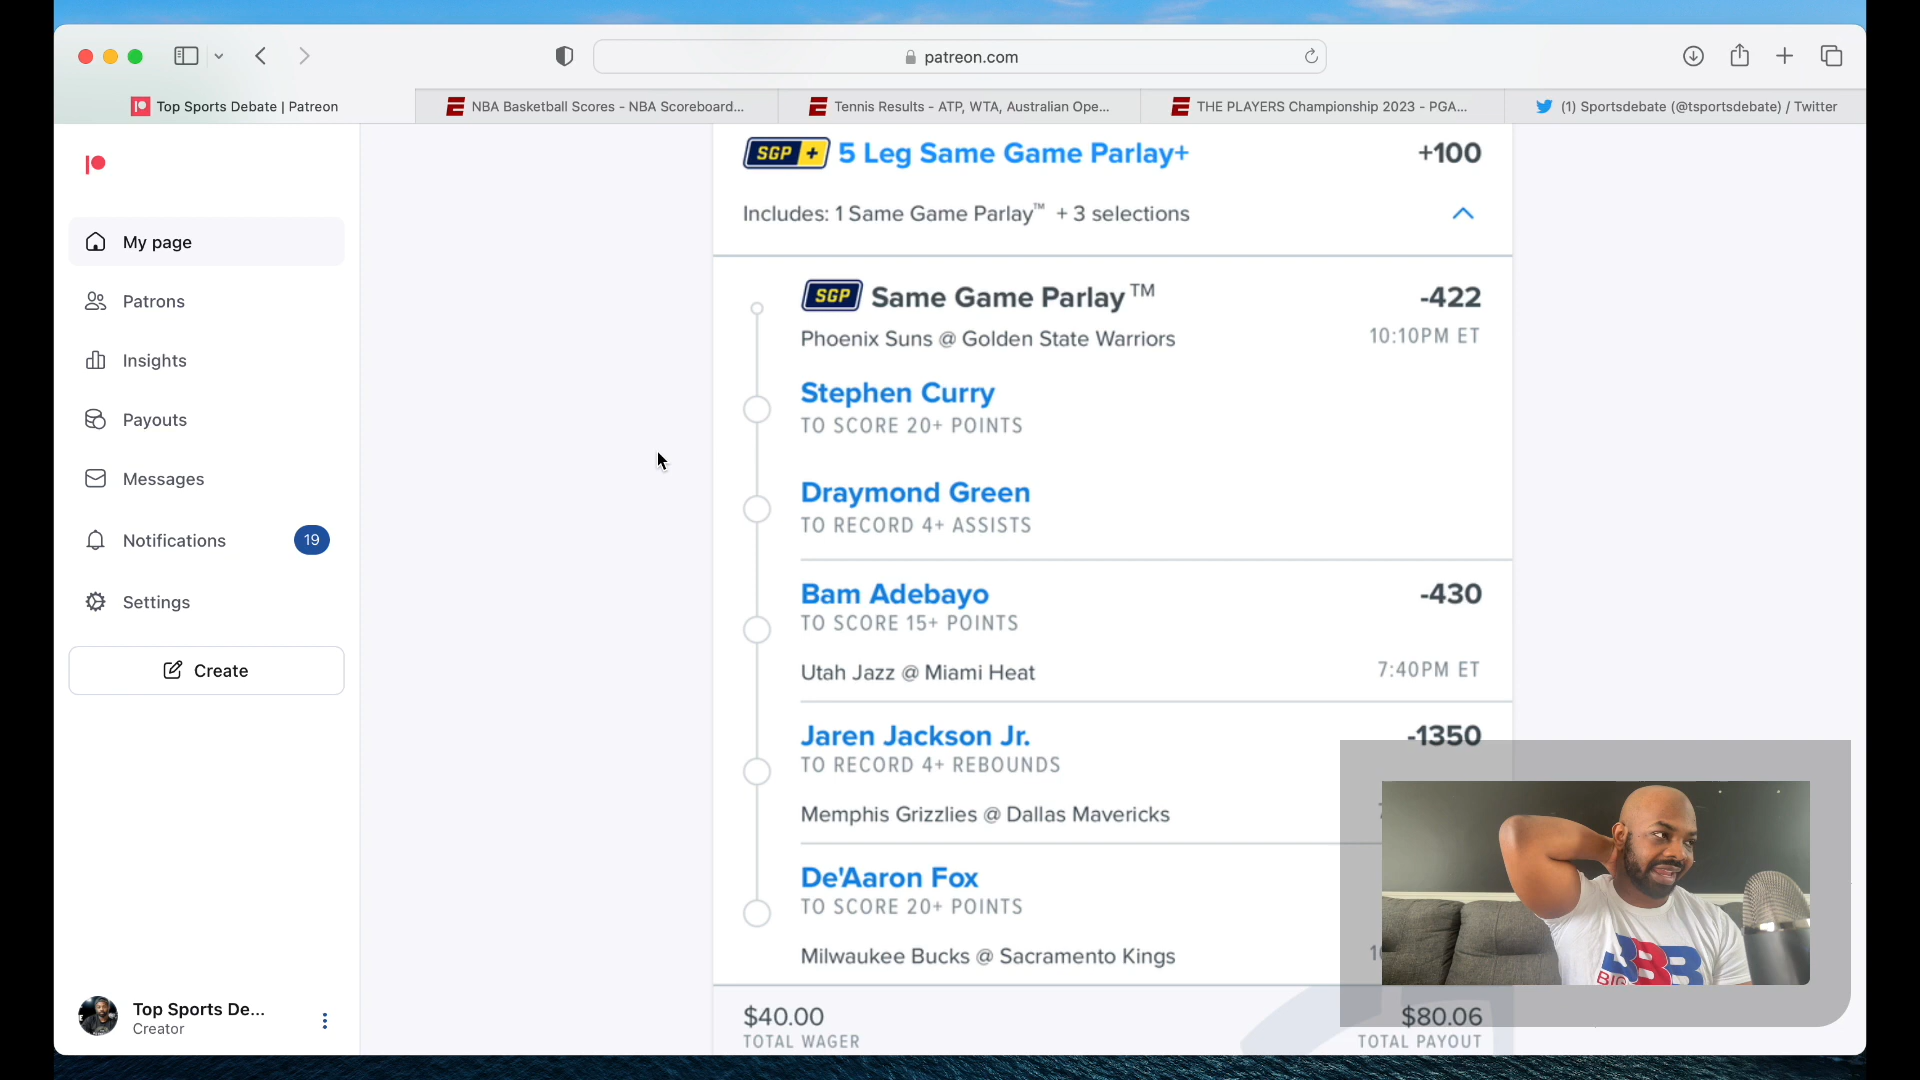 patreon.com
Top Sports Debate | Patreon
NBA Basketball Scores - NBA Scoreboard...
Tennis Results - ATP, WTA, Australian Ope...
THE PLAYERS Championship 2023 - PGA...
(1) Sportsdebate (@tsportsdebate) / Twitter
My page
Patrons
Insights
Payouts
Messages
Notifications 19
Settings
Create
Top Sports De...
Creator
SGP + 5 Leg Same Game Parlay+ +100
Includes: 1 Same Game Parlay™ + 3 selections
SGP Same Game Parlay™ -422
Phoenix Suns @ Golden State Warriors 10:10PM ET
Stephen Curry
TO SCORE 20+ POINTS
Draymond Green
TO RECORD 4+ ASSISTS
Bam Adebayo -430
TO SCORE 15+ POINTS
Utah Jazz @ Miami Heat 7:40PM ET
Jaren Jackson Jr. -1350
TO RECORD 4+ REBOUNDS
Memphis Grizzlies @ Dallas Mavericks
De'Aaron Fox
TO SCORE 20+ POINTS
Milwaukee Bucks @ Sacramento Kings
$40.00 $80.06
TOTAL WAGER TOTAL PAYOUT
BBB
BIG